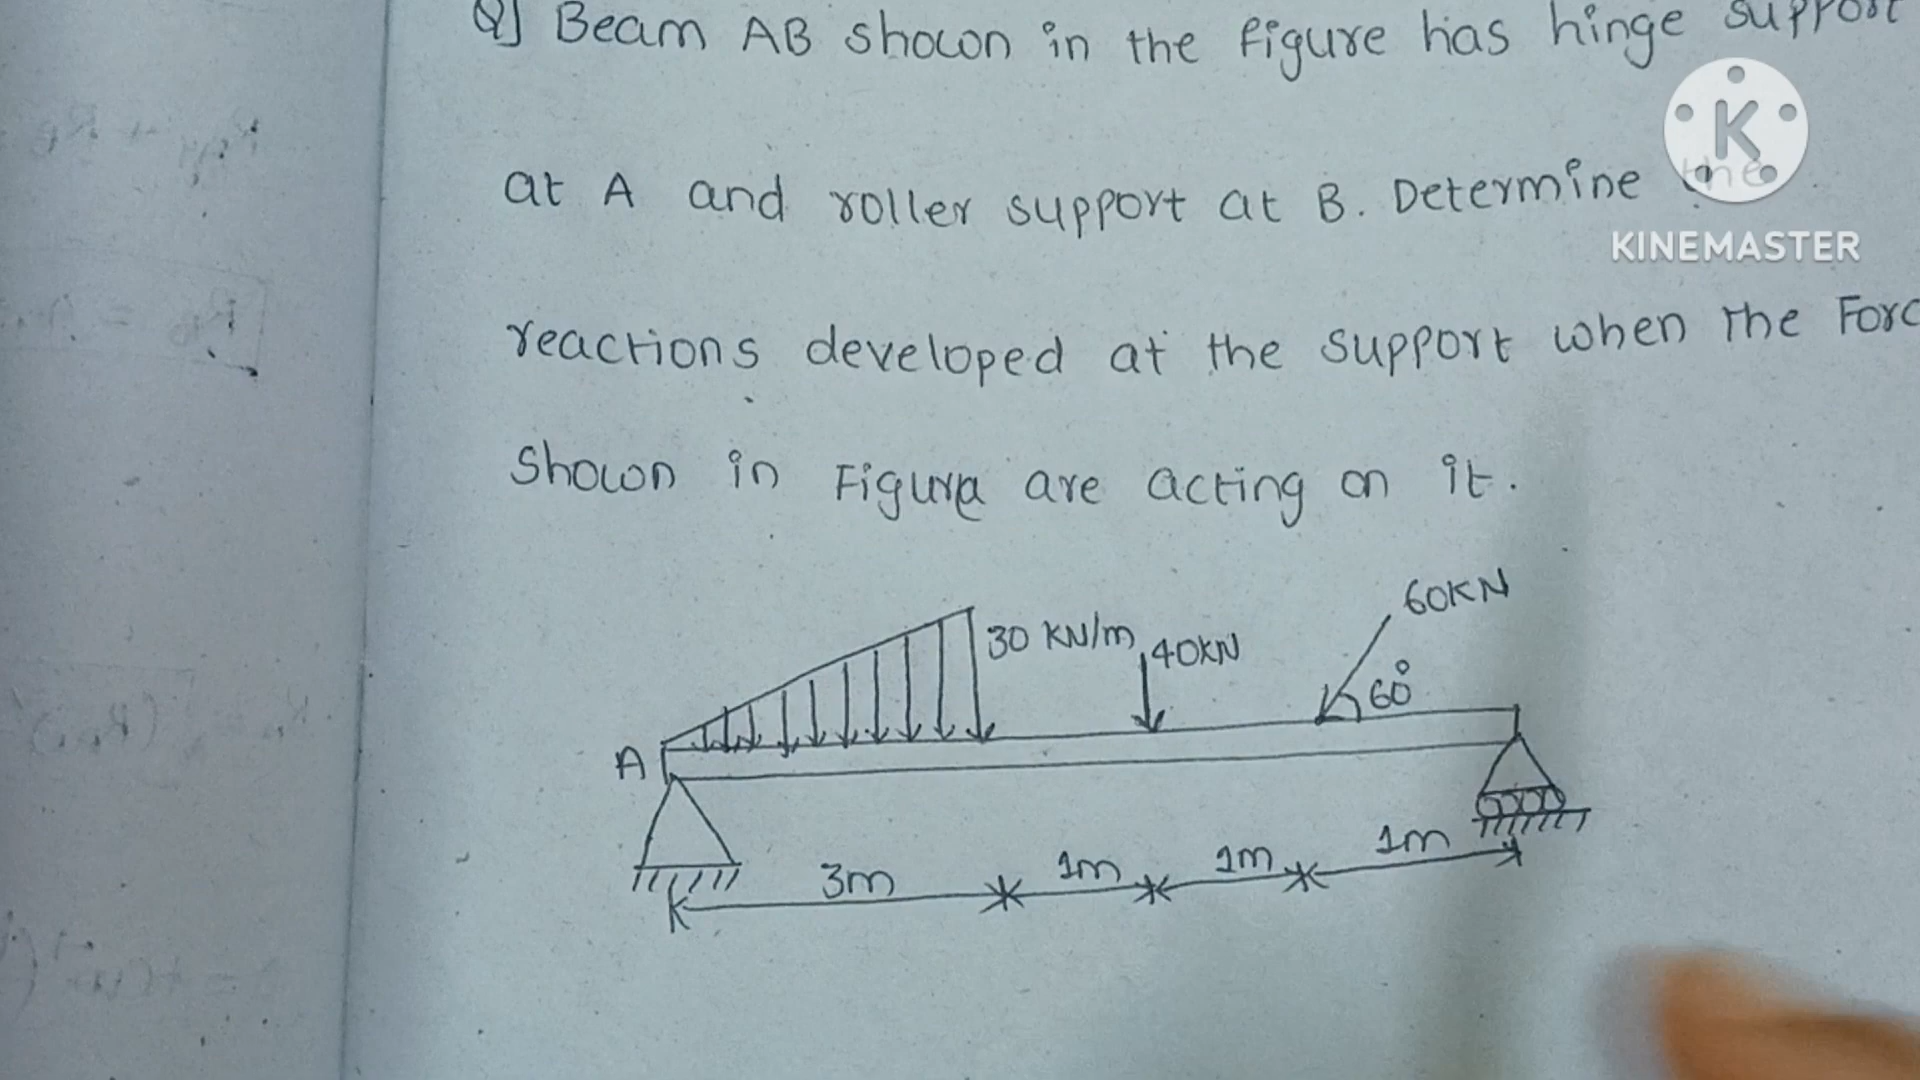 Q] Beam AB shown in the figure has hinge support
at A and roller support at B. Determine the
KINEMASTER
reactions developed at the support when the Forc
shown in Figure are acting on it.
60KN
30 KN/m
40KN
60°
A
3m
1m
1m
1m